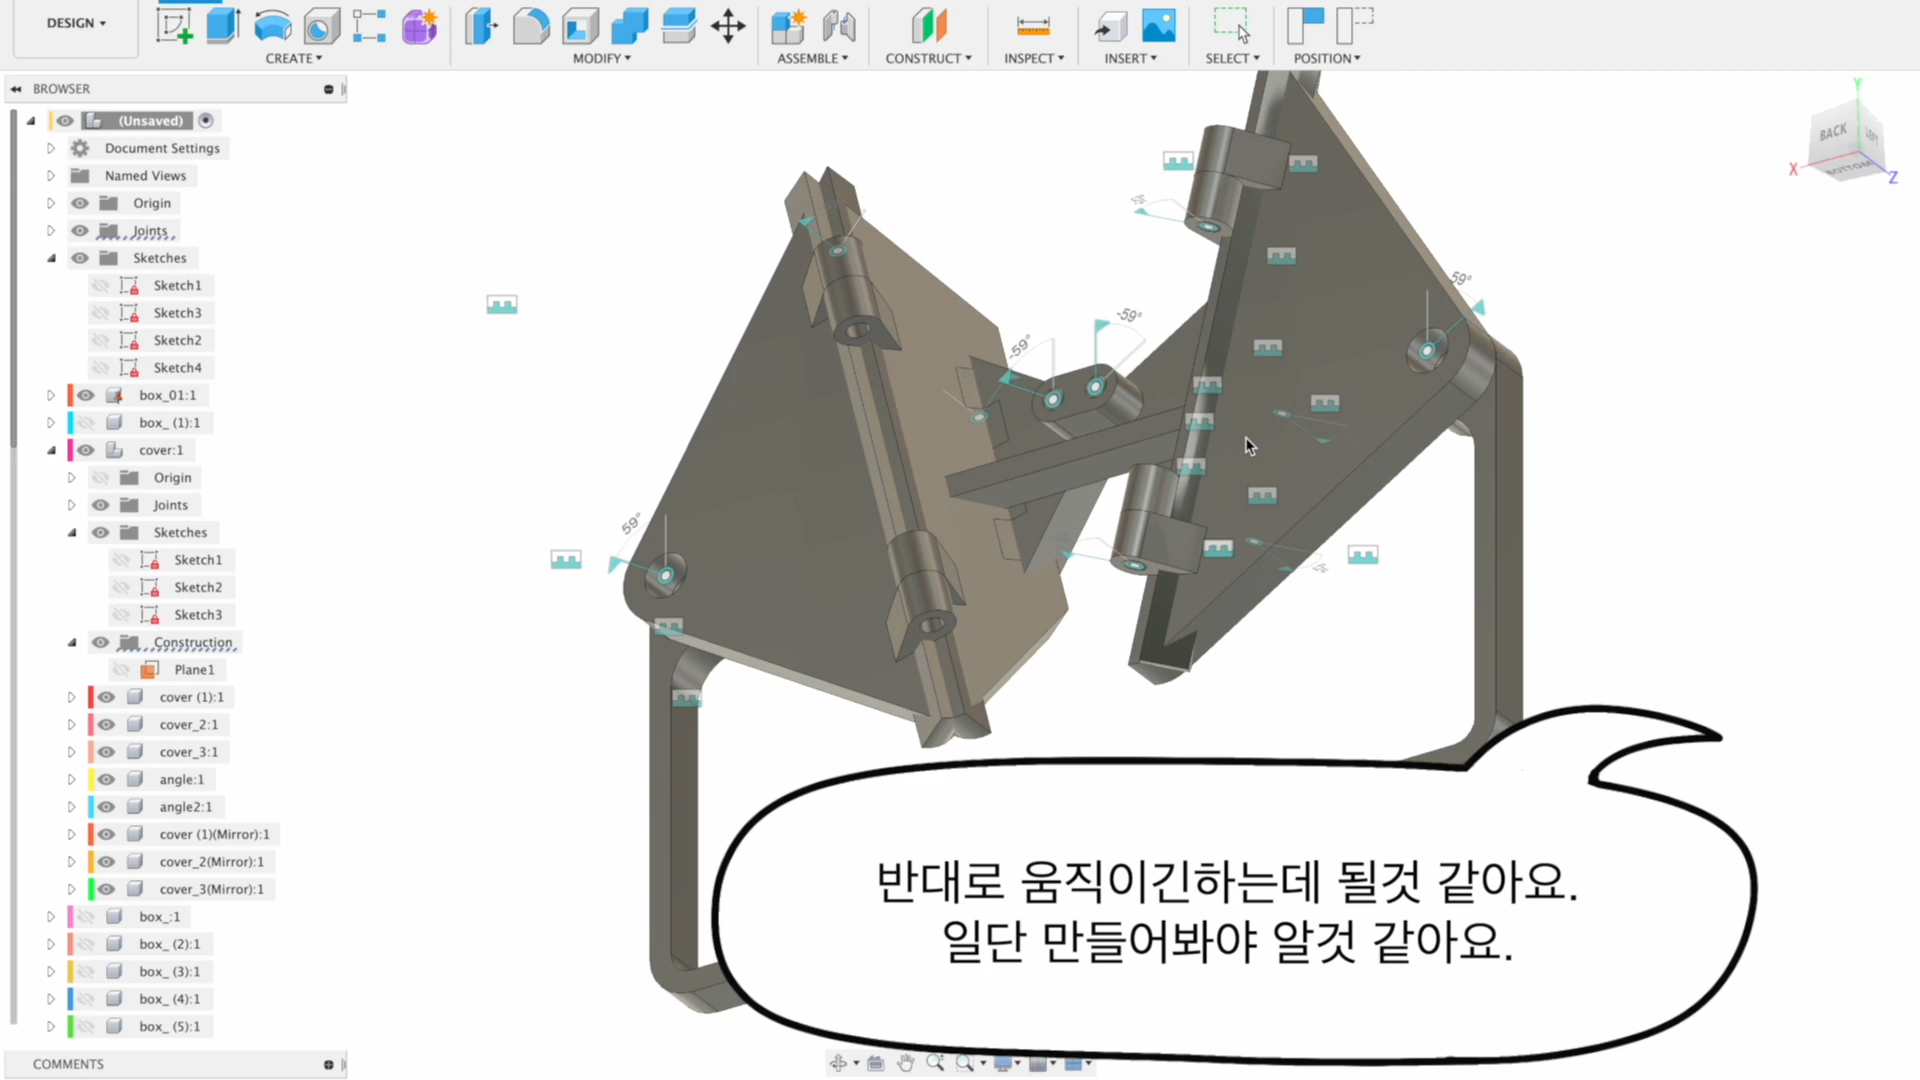 DESIGN
CREATE
MODIFY
ASSEMBLE
CONSTRUCT
INSPECT
INSERT
SELECT
POSITION
BROWSER
(Unsaved)
Document Settings
Named Views
Origin
Joints
Sketches
Sketch1
Sketch3
Sketch2
Sketch4
box_01:1
box_ (1):1
cover:1
Origin
Joints
Sketches
Sketch1
Sketch2
Sketch3
Construction
Plane1
cover (1):1
cover_2:1
cover_3:1
angle:1
angle2:1
cover (1)(Mirror):1
cover_2(Mirror):1
cover_3(Mirror):1
box_:1
box_ (2):1
box_ (3):1
box_ (4):1
box_ (5):1
COMMENTS
Y
BACK
LEFT
BOTTOM
X
Z
59°
-59°
-59°
59°
반대로 움직이긴하는데 될것 같아요.
일단 만들어봐야 알것 같아요.